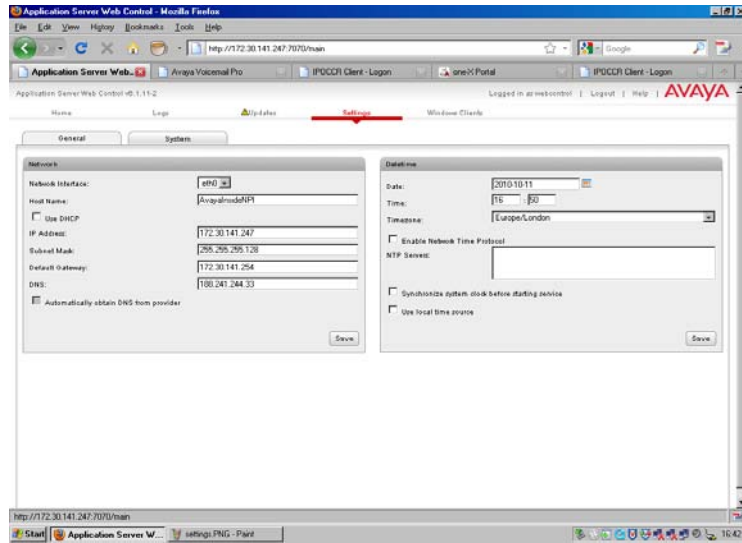 Application Server Web Control - Mozilla Firefox
File Edit View History Bookmarks Tools Help
http://172.30.141.247:7070/main
Google
Application Server Web...
Avaya Voicemail Pro
IPOCCR Client - Logon
one-X Portal
IPOCCR Client - Logon
Application Server Web Control v6.1.11-2
Logged in as webcontrol | Logout | Help | AVAYA
Home Logs Updates Settings Windows Clients
General System
Network
Network Interface: eth0
Host Name: AvayaInsideNPI
Use DHCP
IP Address: 172.30.141.247
Subnet Mask: 255.255.255.128
Default Gateway: 172.30.141.254
DNS: 188.241.244.33
Automatically obtain DNS from provider
Save
Datetime
Date: 2010-10-11
Time: 16 : 50
Timezone: Europe/London
Enable Network Time Protocol
NTP Servers:
Synchronize system clock before starting service
Use local time source
Save
http://172.30.141.247:7070/main
Start Application Server W... settings.PNG - Paint 16:42